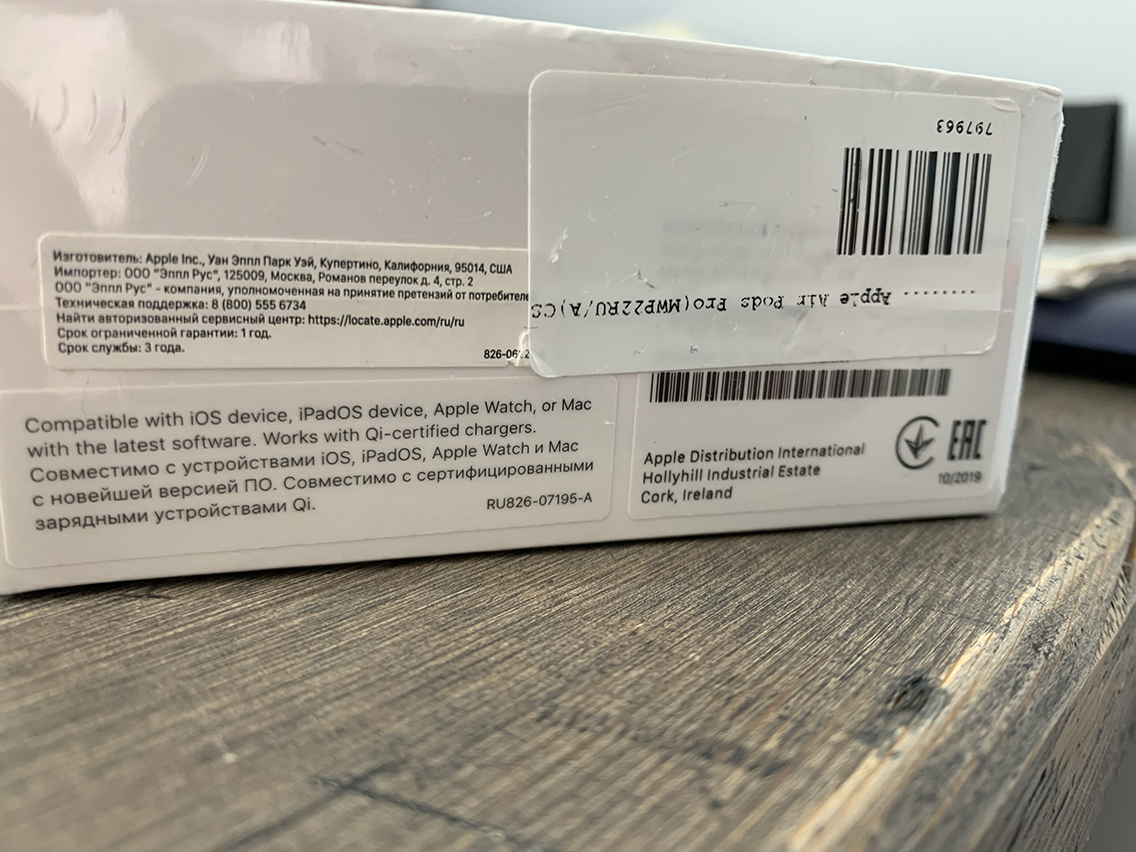 797963
......... Apple Air Pods Pro(MWP22RU/A)CS
Изготовитель: Apple Inc., Уан Эппл Парк Уэй, Купертино, Калифорния, 95014, США
Импортер: ООО "Эппл Рус", 125009, Москва, Романов переулок д. 4, стр. 2
ООО "Эппл Рус" - компания, уполномоченная на принятие претензий от потребителе
Техническая поддержка: 8 (800) 555 6734
Найти авторизованный сервисный центр: https://locate.apple.com/ru/ru
Срок ограниченной гарантии: 1 год.
Срок службы: 3 года.
Compatible with iOS device, iPadOS device, Apple Watch, or Mac
with the latest software. Works with Qi-certified chargers.
Совместимо с устройствами iOS, iPadOS, Apple Watch и Mac
с новейшей версией ПО. Совместимо с сертифицированными
зарядными устройствами Qi.
RU826-07195-A
Apple Distribution International
Hollyhill Industrial Estate
Cork, Ireland
EAC
10/2019